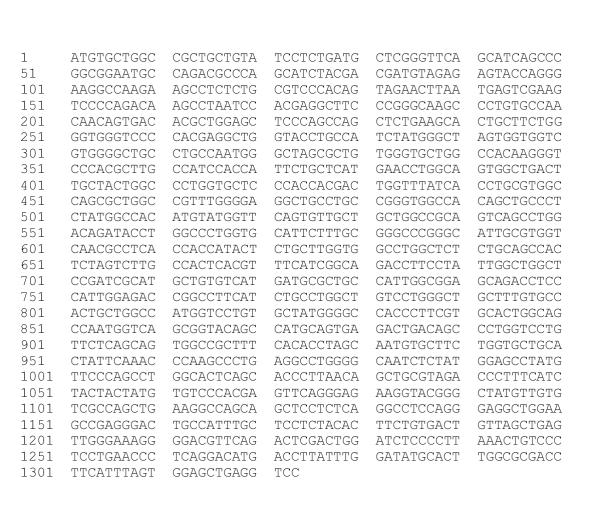 1 ATGTGCTGGC CGCTGCTGTA TCCTCTGATG CTCGGGTTCA GCATCAGCCC
51 GGCGGAATGC CAGACGCCCA GCATCTACGA CGATGTAGAG AGTACCAGGG
101 AAGGCCAAGA AGCCTCTCTG CGTCCCACAG TAGAACTTAA TGAGTCGAAG
151 TCCCCAGACA AGCCTAATCC ACGAGGCTTC CCGGGCAAGC CCTGTGCCAA
201 CAACAGTGAC ACGCTGGAGC TCCCAGCCAG CTCTGAAGCA CTGCTTCTGG
251 GGTGGGTCCC CACGAGGCTG GTACCTGCCA TCTATGGGCT AGTGGTGGTC
301 GTGGGGCTGC CTGCCAATGG GCTAGCGCTG TGGGTGCTGG CCACAAGGGT
351 CCCACGCTTG CCATCCACCA TTCTGCTCAT GAACCTGGCA GTGGCTGACT
401 TGCTACTGGC CCTGGTGCTC CCACCACGAC TGGTTTATCA CCTGCGTGGC
451 CAGCGCTGGC CGTTTGGGGA GGCTGCCTGC CGGGTGGCCA CAGCTGCCCT
501 CTATGGCCAC ATGTATGGTT CAGTGTTGCT GCTGGCCGCA GTCAGCCTGG
551 ACAGATACCT GGCCCTGGTG CATTCTTTGC GGGCCCGGGC ATTGCGTGGT
601 CAACGCCTCA CCACCATACT CTGCTTGGTG GCCTGGCTCT CTGCAGCCAC
651 TCTAGTCTTG CCACTCACGT TTCATCGGCA GACCTTCCTA TTGGCTGGCT
701 CCGATCGCAT GCTGTGTCAT GATGCGCTGC CATTGGCGGA GCAGACCTCC
751 CATTGGAGAC CGGCCTTCAT CTGCCTGGCT GTCCTGGGCT GCTTTGTGCC
801 ACTGCTGGCC ATGGTCCTGT GCTATGGGGC CACCCTTCGT GCACTGGCAG
851 CCAATGGTCA GCGGTACAGC CATGCAGTGA GACTGACAGC CCTGGTCCTG
901 TTCTCAGCAG TGGCCGCTTT CACACCTAGC AATGTGCTTC TGGTGCTGCA
951 CTATTCAAAC CCAAGCCCTG AGGCCTGGGG CAATCTCTAT GGAGCCTATG
1001 TTCCCAGCCT GGCACTCAGC ACCCTTAACA GCTGCGTAGA CCCTTTCATC
1051 TACTACTATG TGTCCCACGA GTTCAGGGAG AAGGTACGGG CTATGTTGTG
1101 TCGCCAGCTG AAGGCCAGCA GCTCCTCTCA GGCCTCCAGG GAGGCTGGAA
1151 GCCGAGGGAC TGCCATTTGC TCCTCTACAC TTCTGTGACT GTTAGCTGAG
1201 TTGGGAAAGG GGACGTTCAG ACTCGACTGG ATCTCCCCTT AAACTGTCCC
1251 TCCTGAACCC TCAGGACATG ACCTTATTTG GATATGCACT TGGCGCGACC
1301 TTCATTTAGT GGAGCTGAGG TCC